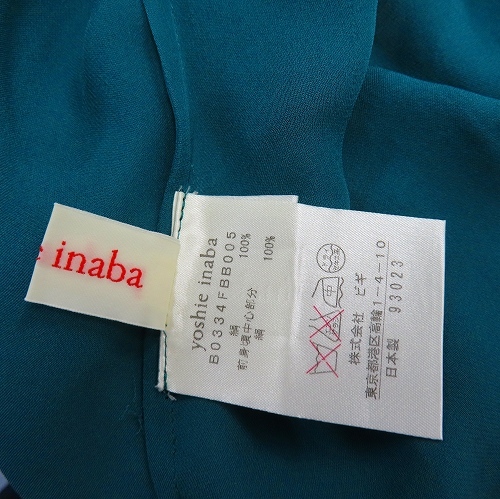 e inaba
yoshie inaba
B0334FBB005
絹 100%
前身頃中心部分
絹 100%
中
株式会社 ビギ
東京都港区高輪1-4-10
日本製 93023